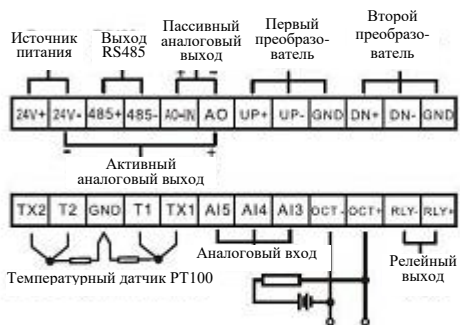 Источник питания
Выход RS485
Пассивный аналоговый выход
Первый преобразо-
ватель
Второй преобразо-
ватель
+ -
24V+ 24V- 485+ 485- AO+IN AO UP+ UP- GND DN+ DN- GND
- +
Активный
аналоговый выход
TX2 T2 GND T1 TX1 AI5 AI4 AI3 OCT- OCT+ RLY- RLY+
Температурный датчик PT100
Аналоговый вход
Релейный
выход